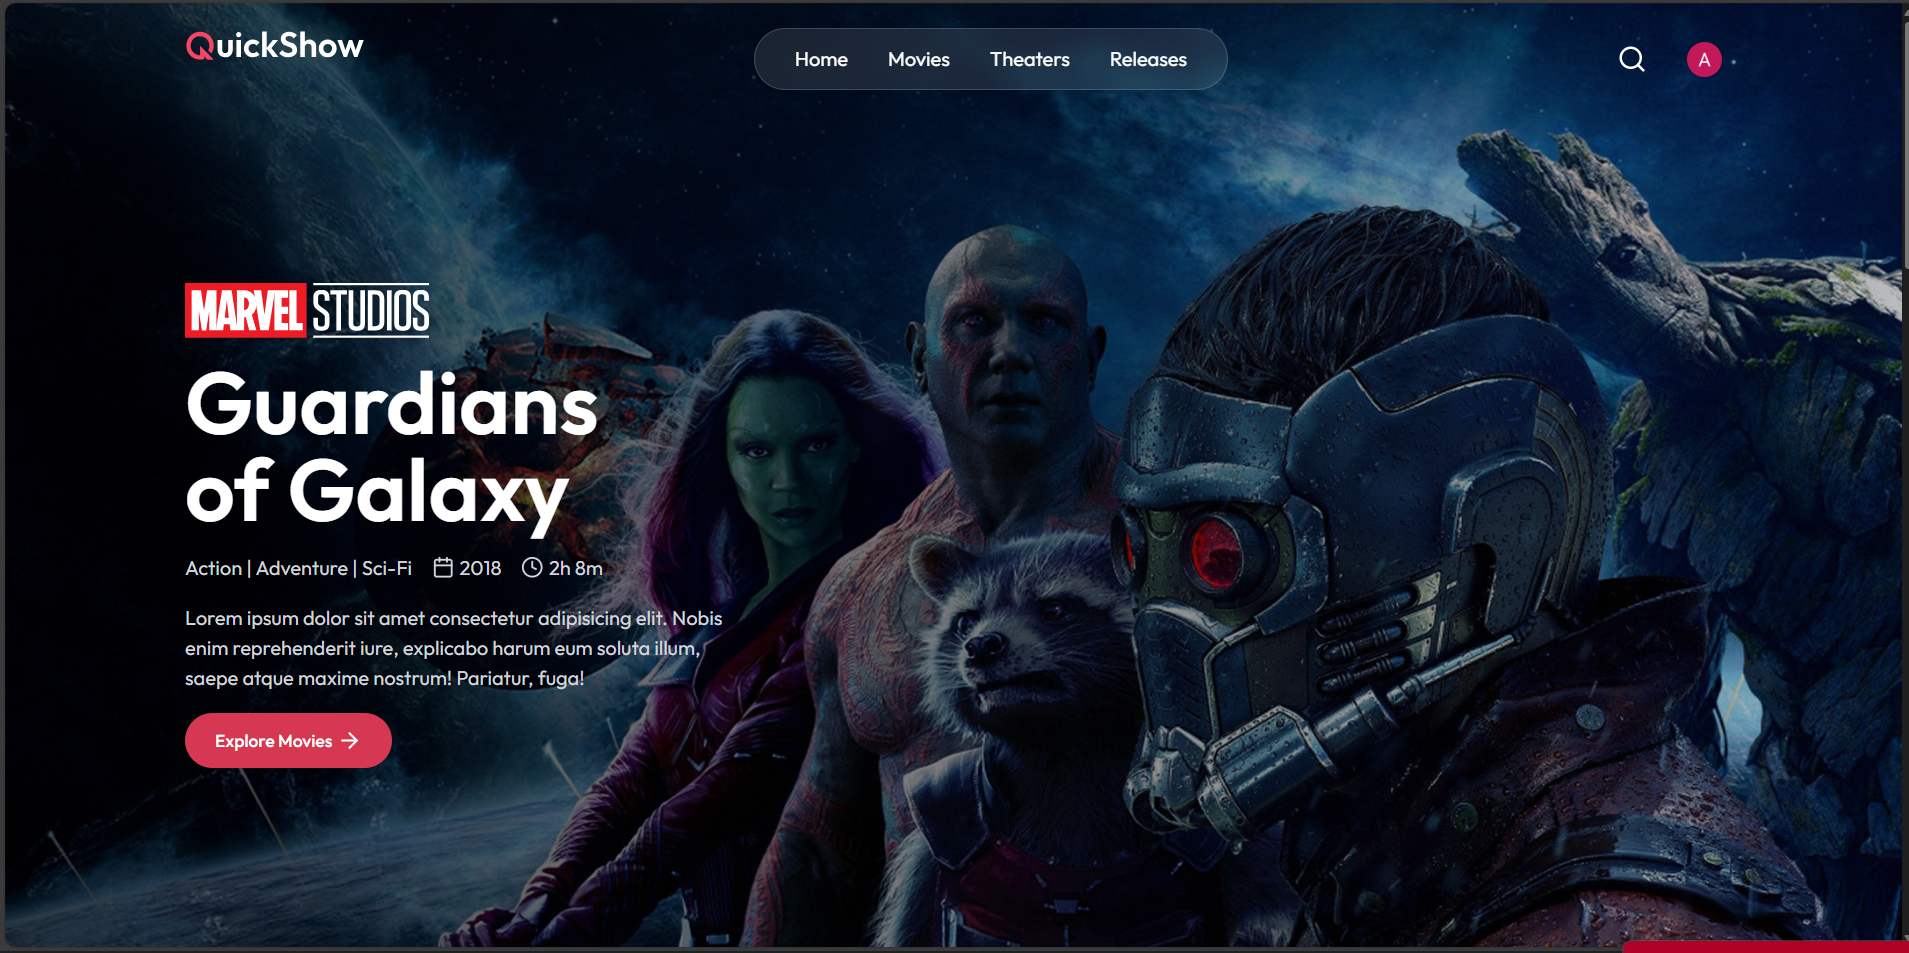 QuickShow
Home Movies Theaters Releases
A
MARVEL STUDIOS
Guardians
of Galaxy
Action | Adventure | Sci-Fi 2018 2h 8m
Lorem ipsum dolor sit amet consectetur adipisicing elit. Nobis
enim reprehenderit iure, explicabo harum eum soluta illum,
saepe atque maxime nostrum! Pariatur, fuga!
Explore Movies